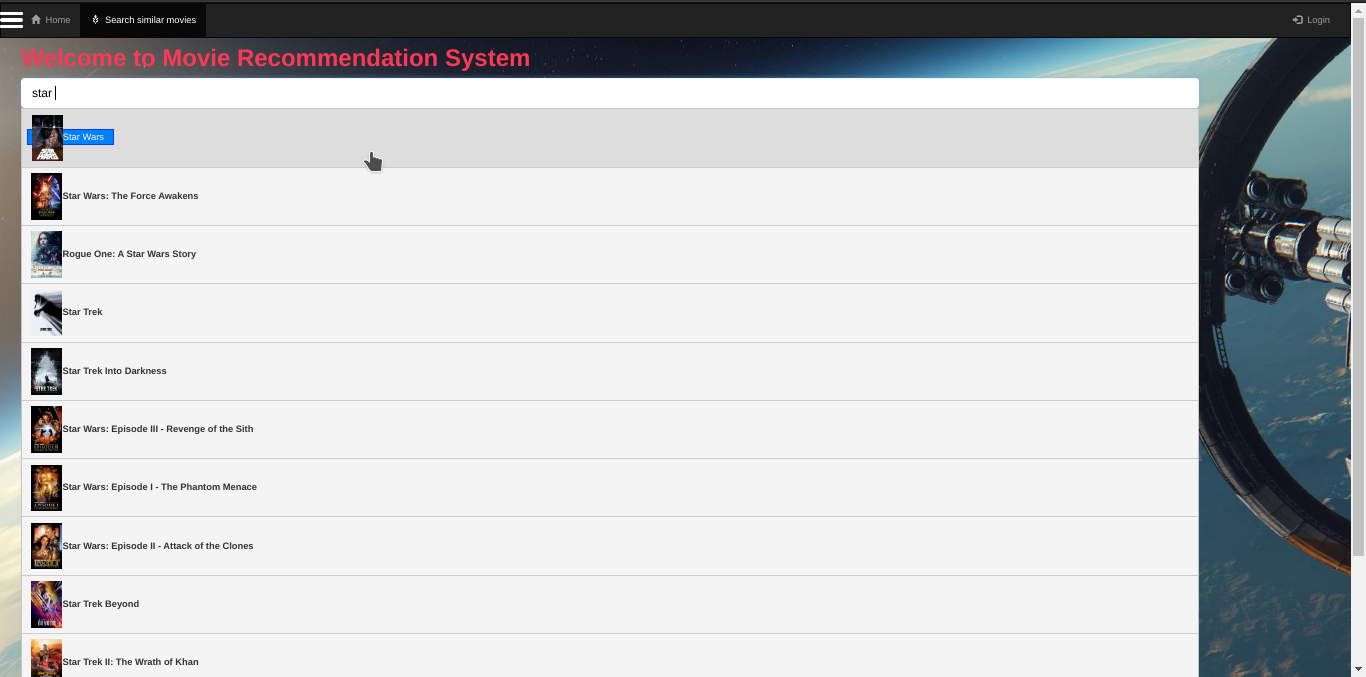 Home
Search similar movies
Login
Welcome to Movie Recommendation System
star
Star Wars
Star Wars: The Force Awakens
Rogue One: A Star Wars Story
Star Trek
Star Trek Into Darkness
Star Wars: Episode III - Revenge of the Sith
Star Wars: Episode I - The Phantom Menace
Star Wars: Episode II - Attack of the Clones
Star Trek Beyond
Star Trek II: The Wrath of Khan